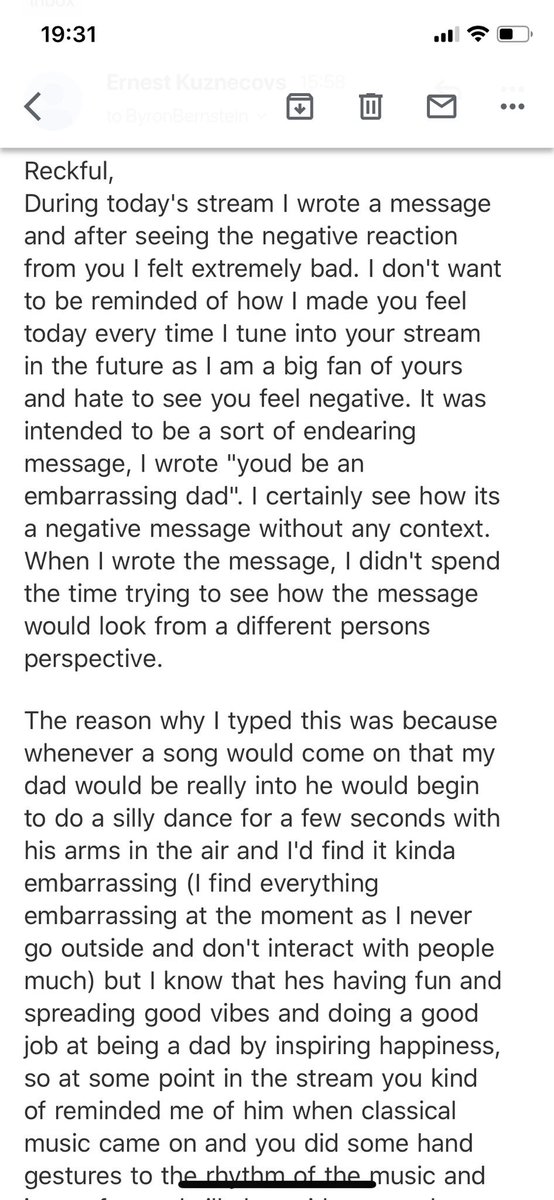 19:31
Ernest Kuznecovs 15:58
to ByronBernstein
Reckful,
During today's stream I wrote a message
and after seeing the negative reaction
from you I felt extremely bad. I don't want
to be reminded of how I made you feel
today every time I tune into your stream
in the future as I am a big fan of yours
and hate to see you feel negative. It was
intended to be a sort of endearing
message, I wrote "youd be an
embarrassing dad". I certainly see how its
a negative message without any context.
When I wrote the message, I didn't spend
the time trying to see how the message
would look from a different persons
perspective.
The reason why I typed this was because
whenever a song would come on that my
dad would be really into he would begin
to do a silly dance for a few seconds with
his arms in the air and I'd find it kinda
embarrassing (I find everything
embarrassing at the moment as I never
go outside and don't interact with people
much) but I know that hes having fun and
spreading good vibes and doing a good
job at being a dad by inspiring happiness,
so at some point in the stream you kind
of reminded me of him when classical
music came on and you did some hand
gestures to the rhythm of the music and